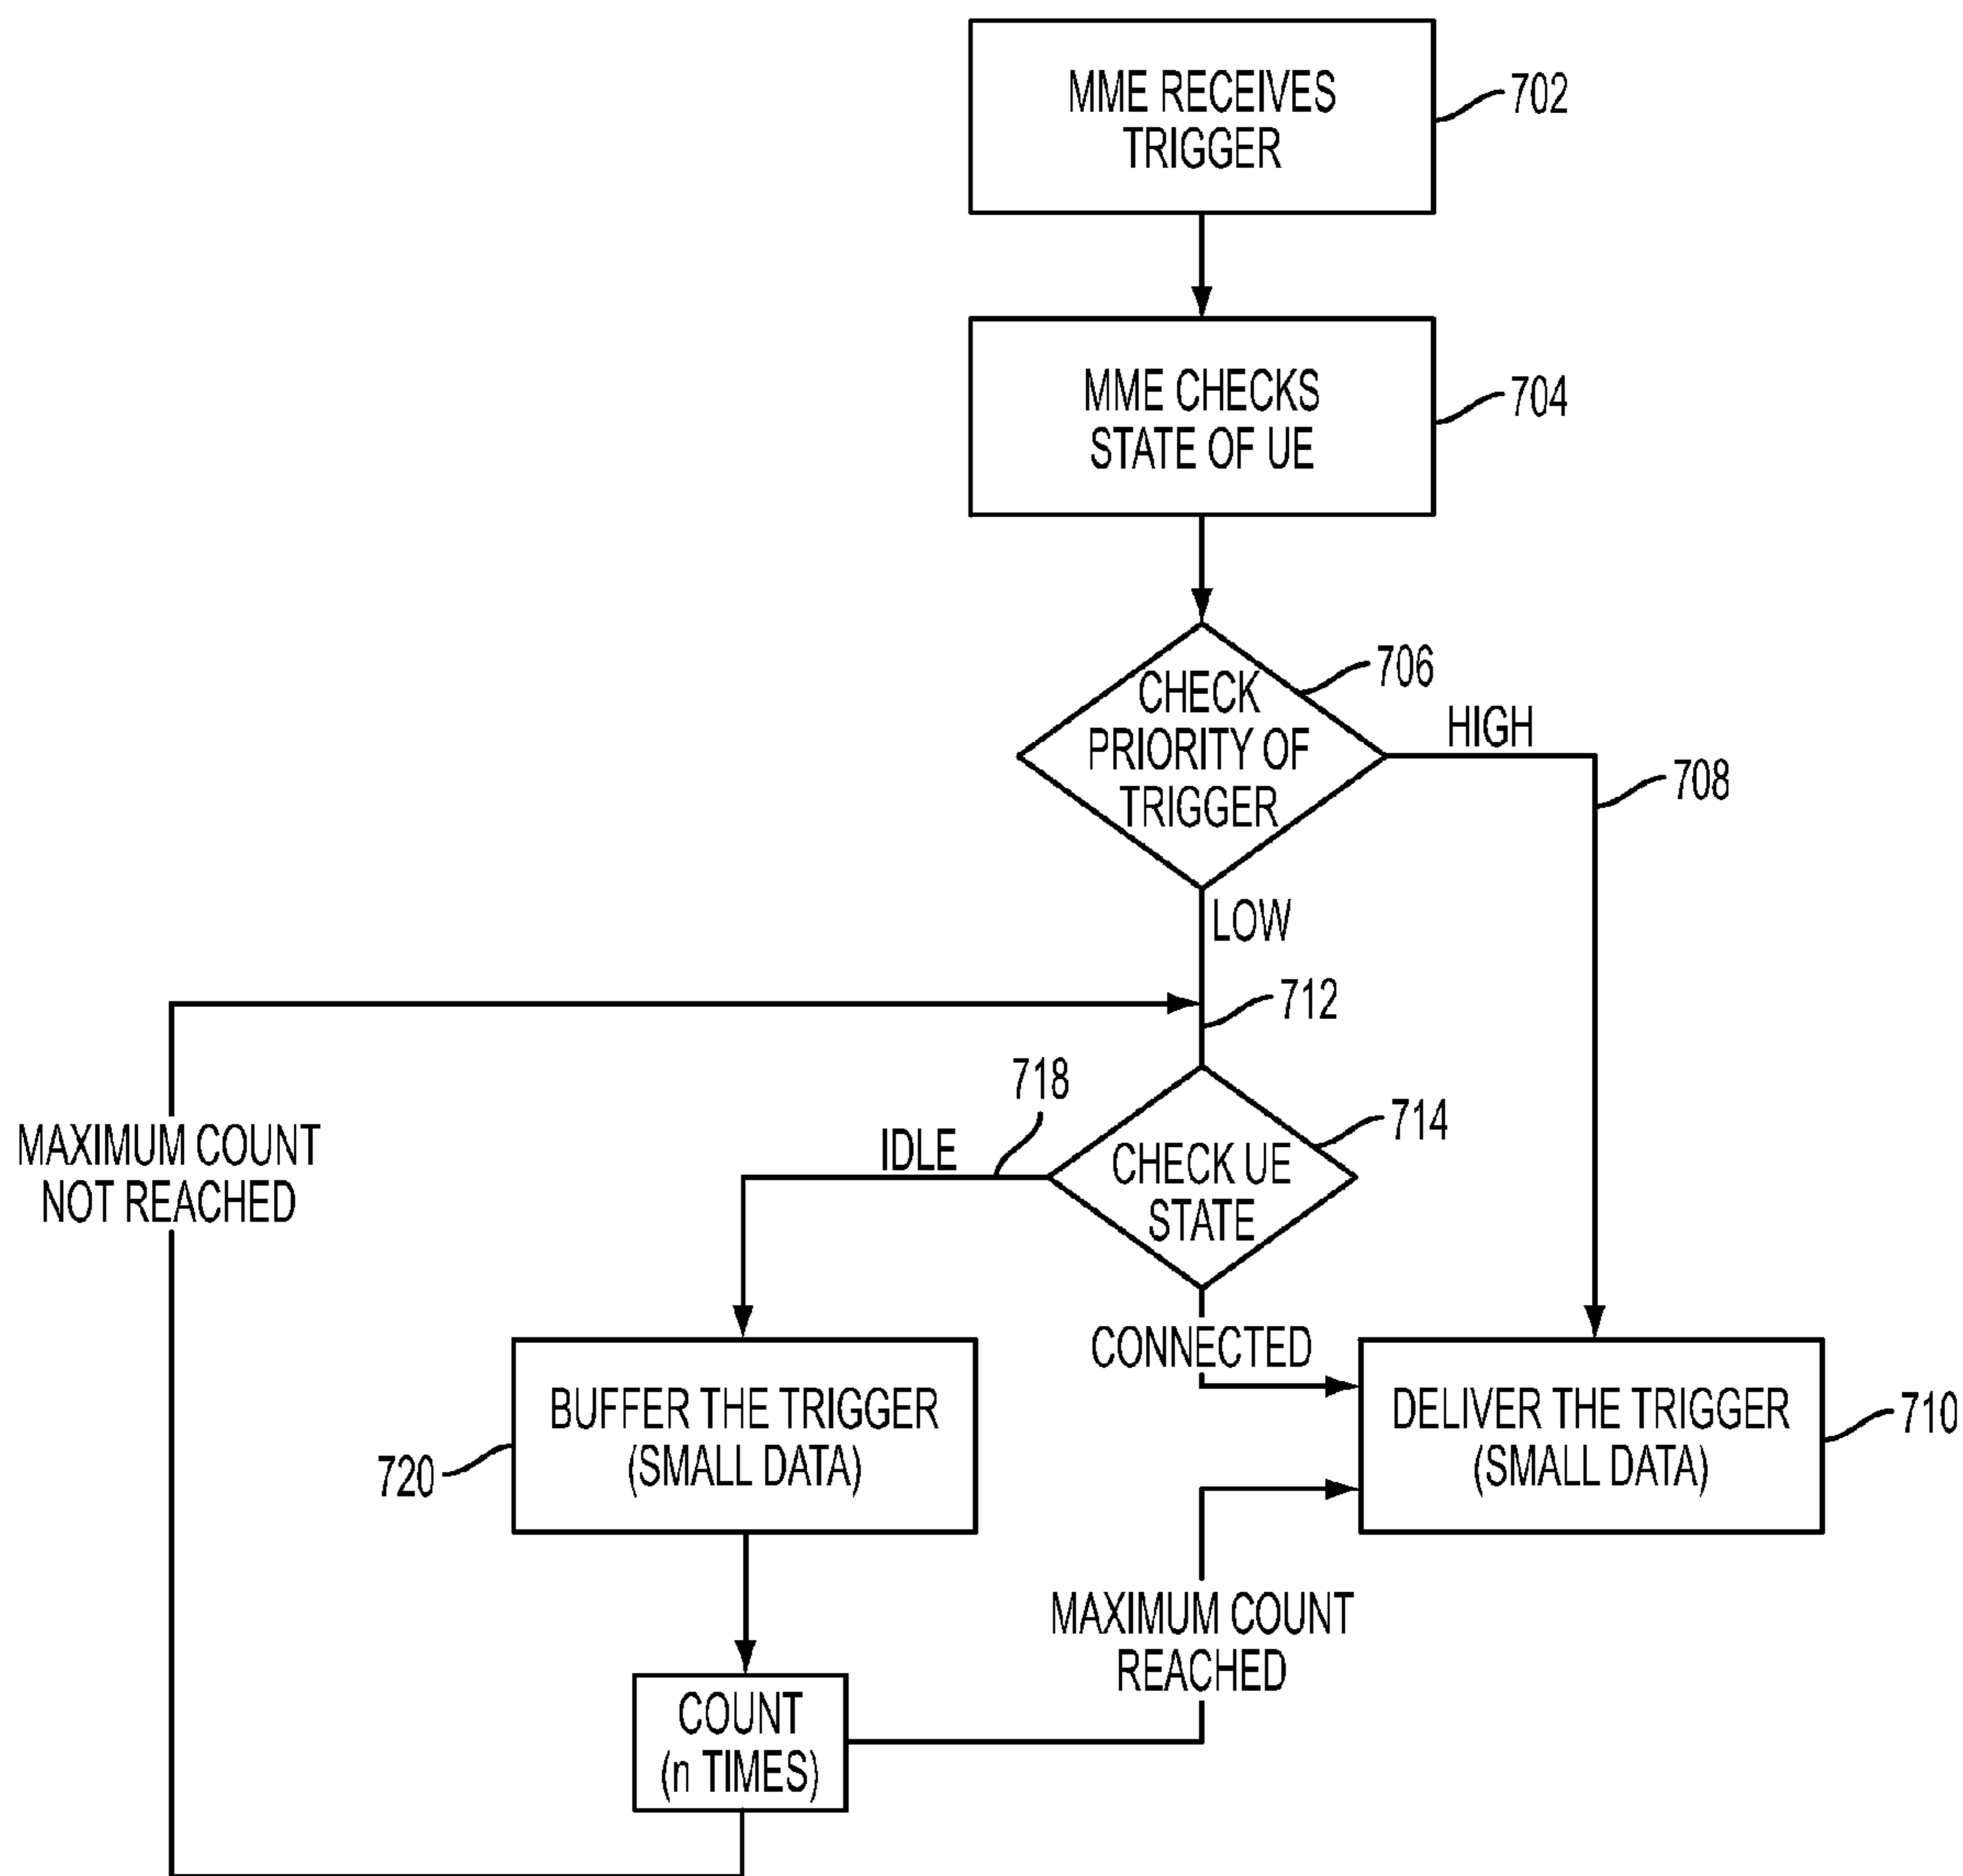 MME RECEIVES
TRIGGER
702
MME CHECKS
STATE OF UE
704
CHECK
PRIORITY OF
TRIGGER
706
HIGH
708
LOW
712
718
714
IDLE
CHECK UE
STATE
MAXIMUM COUNT
NOT REACHED
CONNECTED
BUFFER THE TRIGGER
(SMALL DATA)
720
DELIVER THE TRIGGER
(SMALL DATA)
710
MAXIMUM COUNT
REACHED
COUNT
(n TIMES)